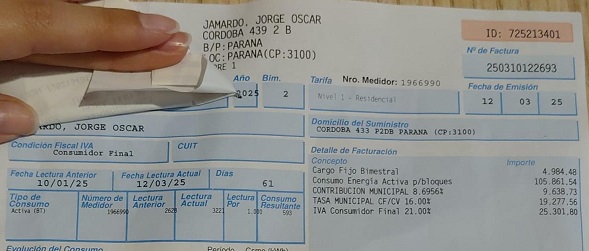 JAMARDO, JORGE OSCAR
CORDOBA 439 2 B
B/P: PARANA
OC: PARANA(CP:3100)
RE 1
ID: 725213401
Nº de Factura
250310122693
Año Bim. Tarifa Nro. Medidor: 1966990 Fecha de Emisión
2025 2 Nivel 1 - Residencial 12 03 25
RDO, JORGE OSCAR
Domicilio del Suministro
CORDOBA 433 P2DB PARANA (CP:3100)
Condición Fiscal IVA CUIT
Consumidor Final
Detalle de Facturación
Concepto Importe
Cargo Fijo Bimestral 4.984,48
Consumo Energia Activa p/bloques 105.861,54
CONTRIBUCION MUNICIPAL 8.6956% 9.638,73
TASA MUNICIPAL CF/CV 16.00% 19.277,56
IVA Consumidor Final 21.00% 25.301,80
Fecha Lectura Anterior Fecha Lectura Actual Días
10/01/25 12/03/25 61
Tipo de Consumo Número de Medidor Lectura Anterior Lectura Actual Lectura Por Consumo Resultante
Activa (BT) 1966990 2628 3221 593
Evolución del Consumo